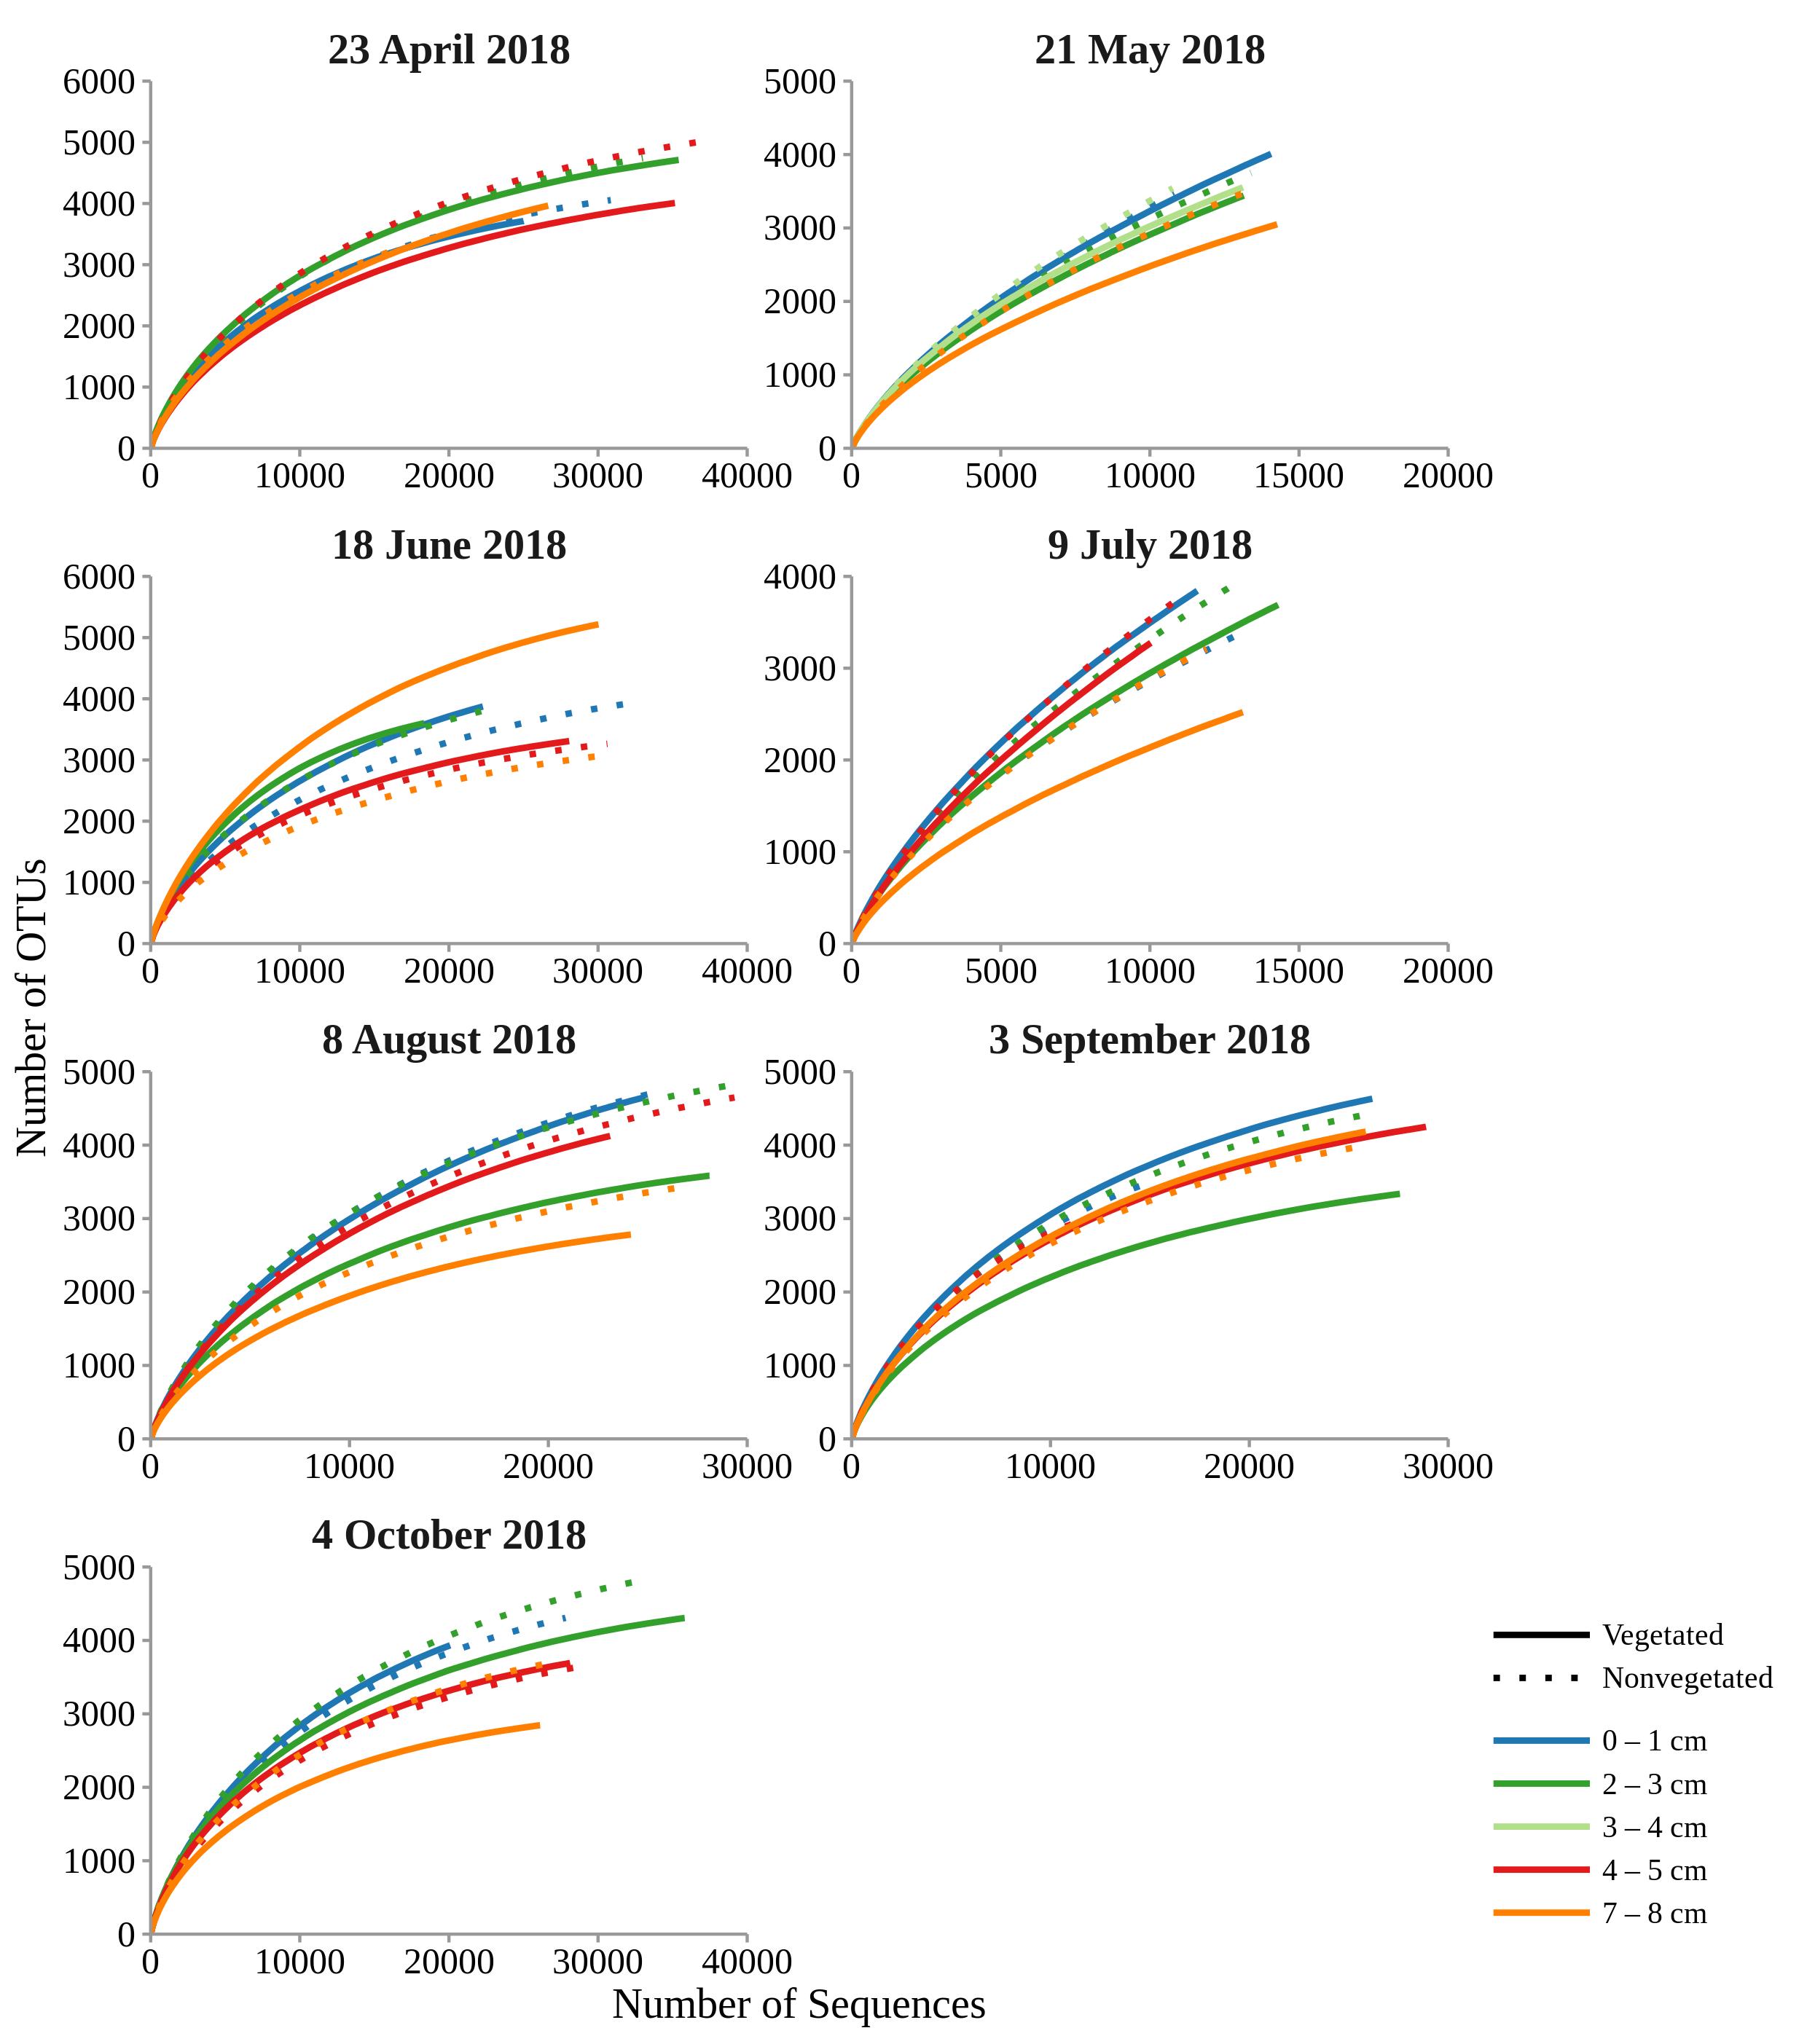 23 April 2018
6000
5000
4000
3000
2000
1000
0
0 10000 20000 30000 40000
21 May 2018
5000
4000
3000
2000
1000
0
0 5000 10000 15000 20000
18 June 2018
6000
5000
4000
3000
2000
1000
0
0 10000 20000 30000 40000
9 July 2018
4000
3000
2000
1000
0
0 5000 10000 15000 20000
Number of OTUs
8 August 2018
5000
4000
3000
2000
1000
0
0 10000 20000 30000
3 September 2018
5000
4000
3000
2000
1000
0
0 10000 20000 30000
4 October 2018
5000
4000
3000
2000
1000
0
0 10000 20000 30000 40000
Number of Sequences
Vegetated
Nonvegetated
0 – 1 cm
2 – 3 cm
3 – 4 cm
4 – 5 cm
7 – 8 cm